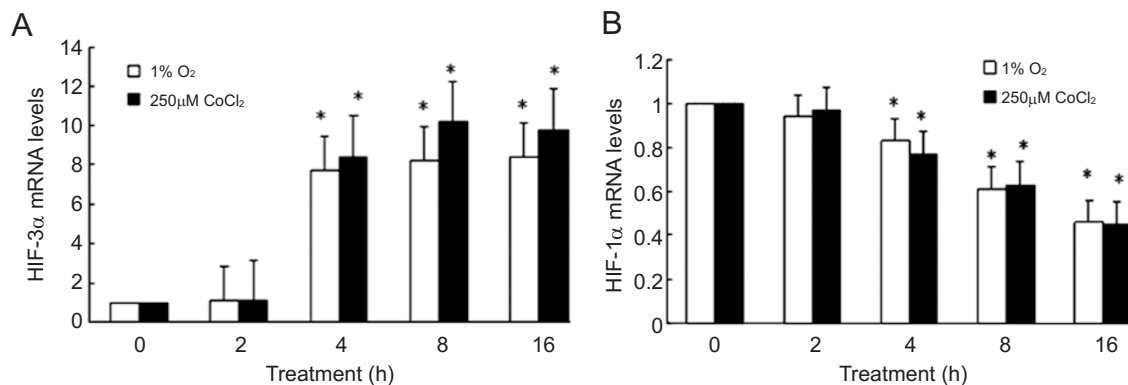 A
HIF-3α mRNA levels
14
12
10
8
6
4
2
0
1% O₂
250μM CoCl₂
* * * * * *
0 2 4 8 16
Treatment (h)
B
HIF-1α mRNA levels
1.2
1
0.8
0.6
0.4
0.2
0
1% O₂
250μM CoCl₂
* * * * * *
0 2 4 8 16
Treatment (h)